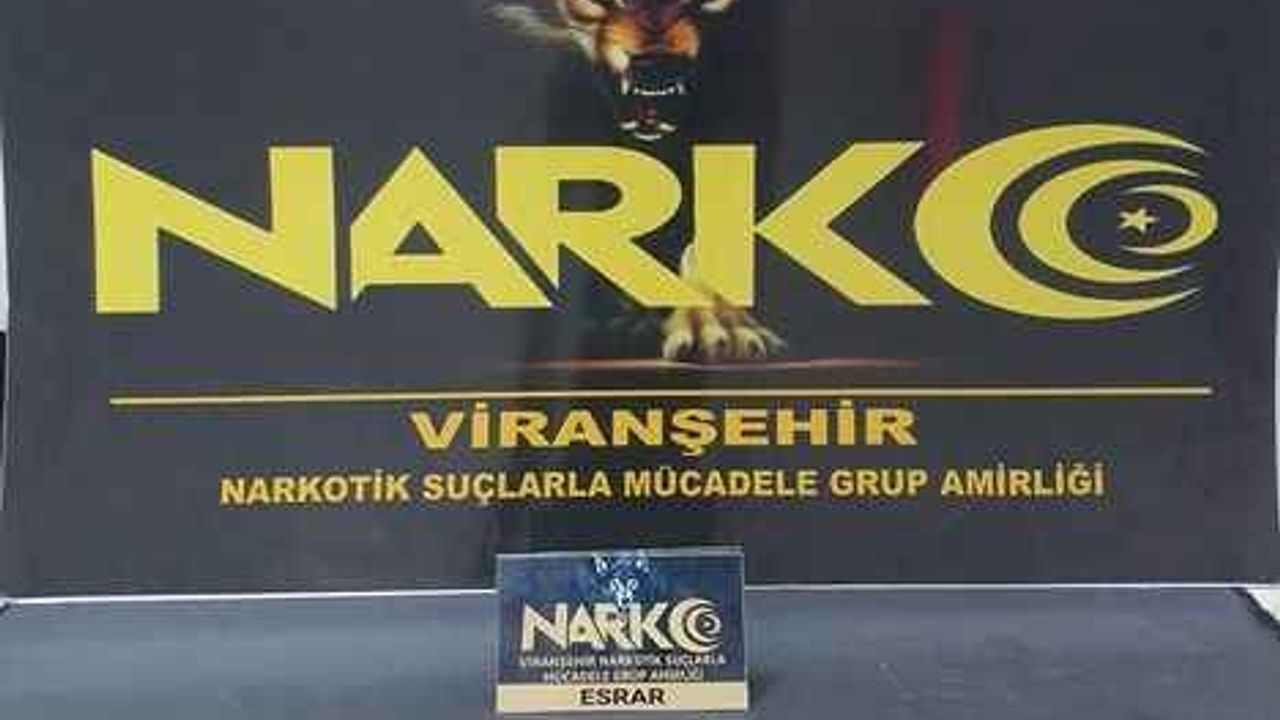 NARKO
VİRANŞEHİR
NARKOTİK SUÇLARLA MÜCADELE GRUP AMİRLİĞİ
NARKO
VİRANŞEHİR NARKOTİK SUÇLARLA
MÜCADELE GRUP AMİRLİĞİ
ESRAR